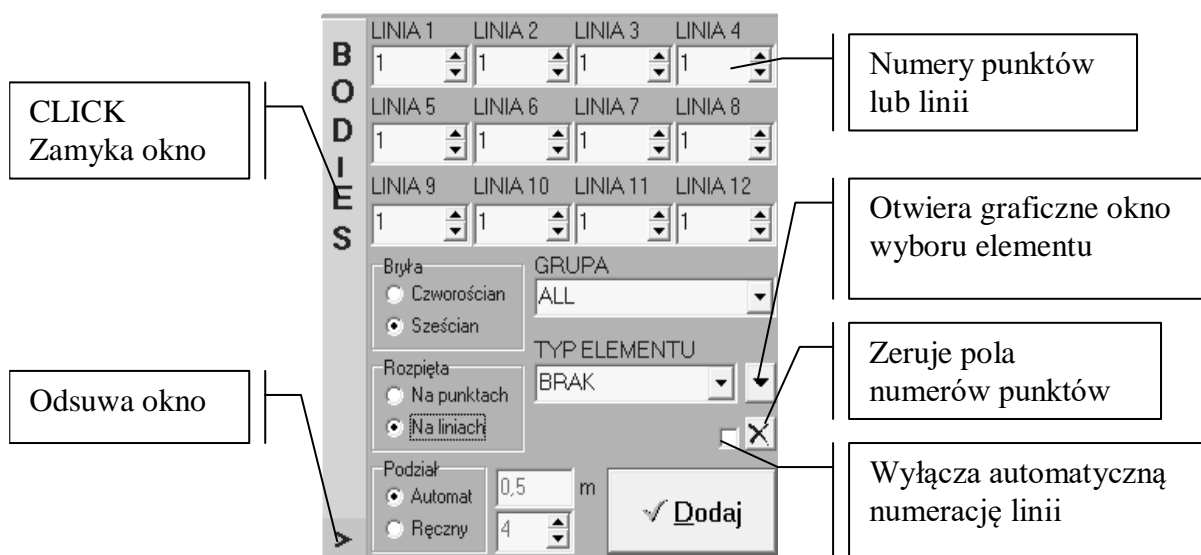 LINIA 1 LINIA 2 LINIA 3 LINIA 4
1 1 1 1
LINIA 5 LINIA 6 LINIA 7 LINIA 8
1 1 1 1
LINIA 9 LINIA 10 LINIA 11 LINIA 12
1 1 1 1
BODIES
CLICK
Zamyka okno
Odsuwa okno
>
Bryła
Czworościan
Sześcian
GRUPA
ALL
TYP ELEMENTU
BRAK
Rozpięta
Na punktach
Na liniach
X
Podział
Automat
Ręczny
0,5 m
4
Dodaj
Numery punktów
lub linii
Otwiera graficzne okno
wyboru elementu
Zeruje pola
numerów punktów
Wyłącza automatyczną
numerację linii